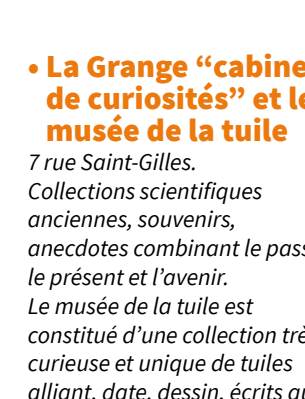 • La Grange “cabine
de curiosités” et le
musée de la tuile
7 rue Saint-Gilles.
Collections scientifiques
anciennes, souvenirs,
anecdotes combinant le pass
le présent et l’avenir.
Le musée de la tuile est
constitué d’une collection trè
curieuse et unique de tuiles
alliant, date, dessin, écrits